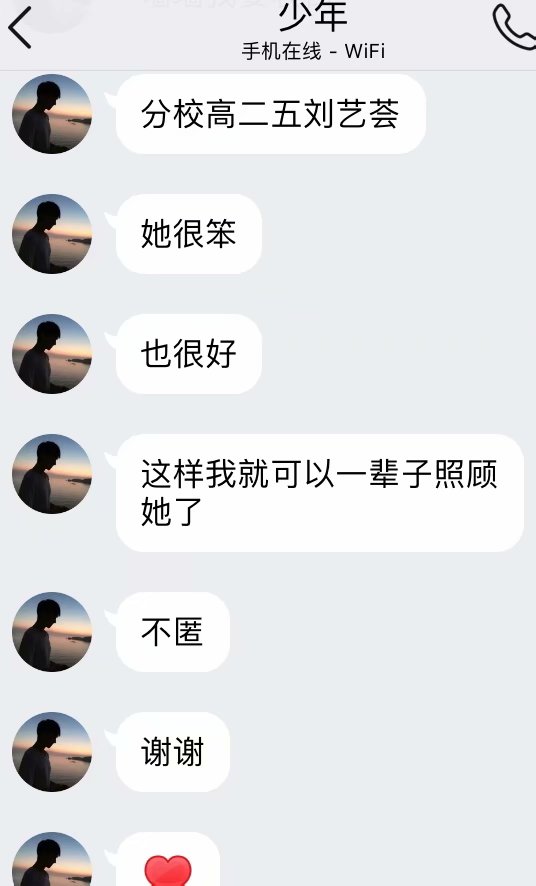 少年
手机在线 - WiFi
分校高二五刘艺荟
她很笨
也很好
这样我就可以一辈子照顾
她了
不匿
谢谢